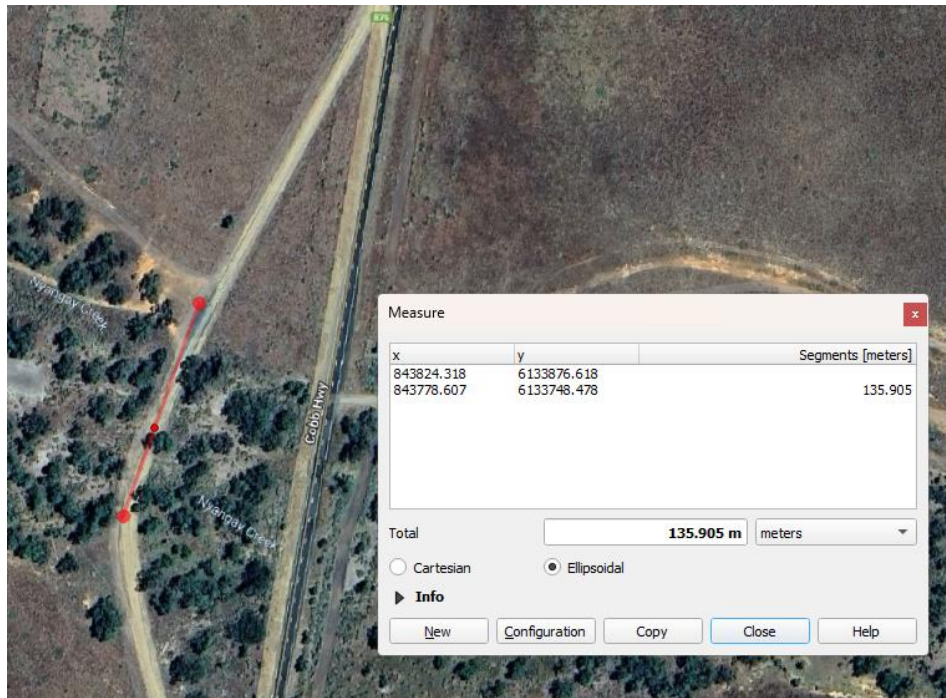 875
Nyangay Creek
Cobb Hwy
Nyangay Creek
Measure
x
x y Segments [meters]
843824.318 6133876.618
843778.607 6133748.478 135.905
Total 135.905 m meters
Cartesian Ellipsoidal
Info
New Configuration Copy Close Help